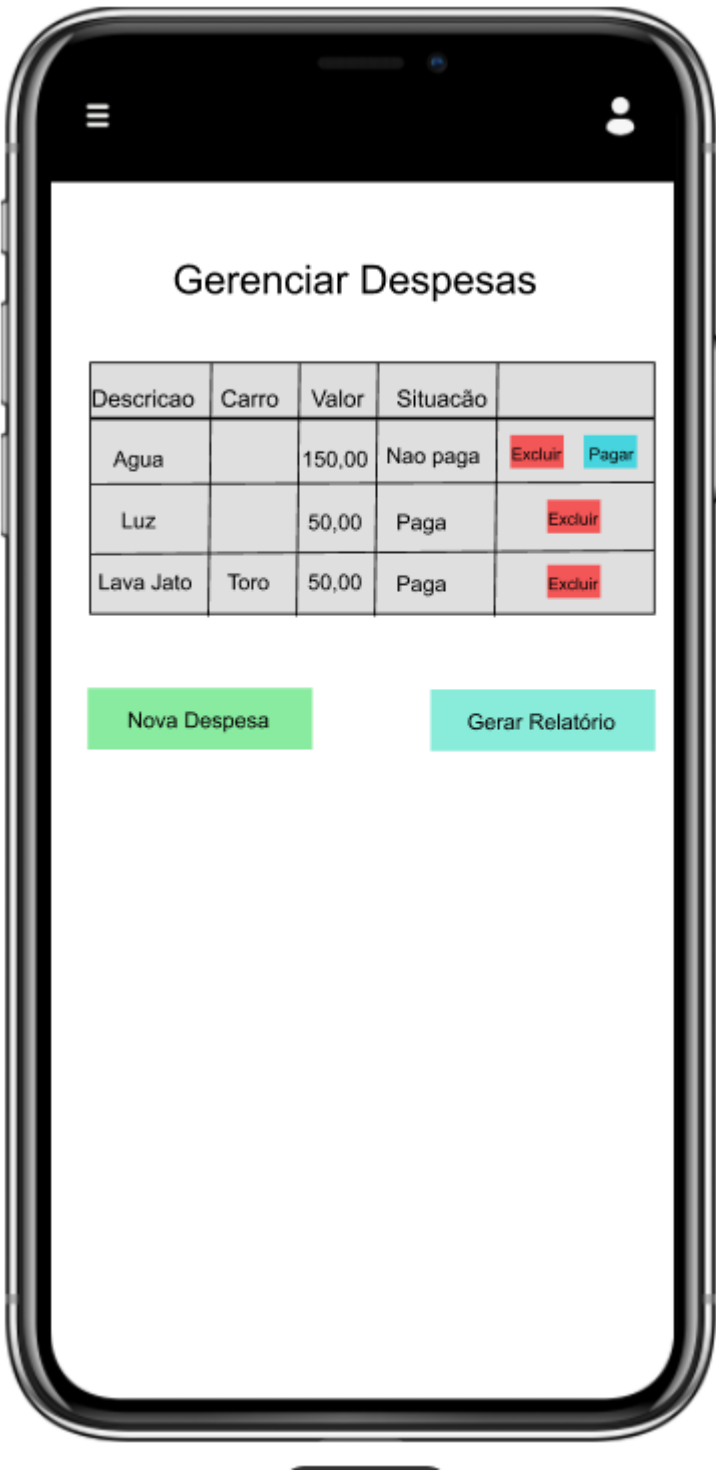 Gerenciar Despesas
Descricao Carro Valor Situacão
Agua 150,00 Nao paga Excluir Pagar
Luz 50,00 Paga Excluir
Lava Jato Toro 50,00 Paga Excluir
Nova Despesa Gerar Relatório